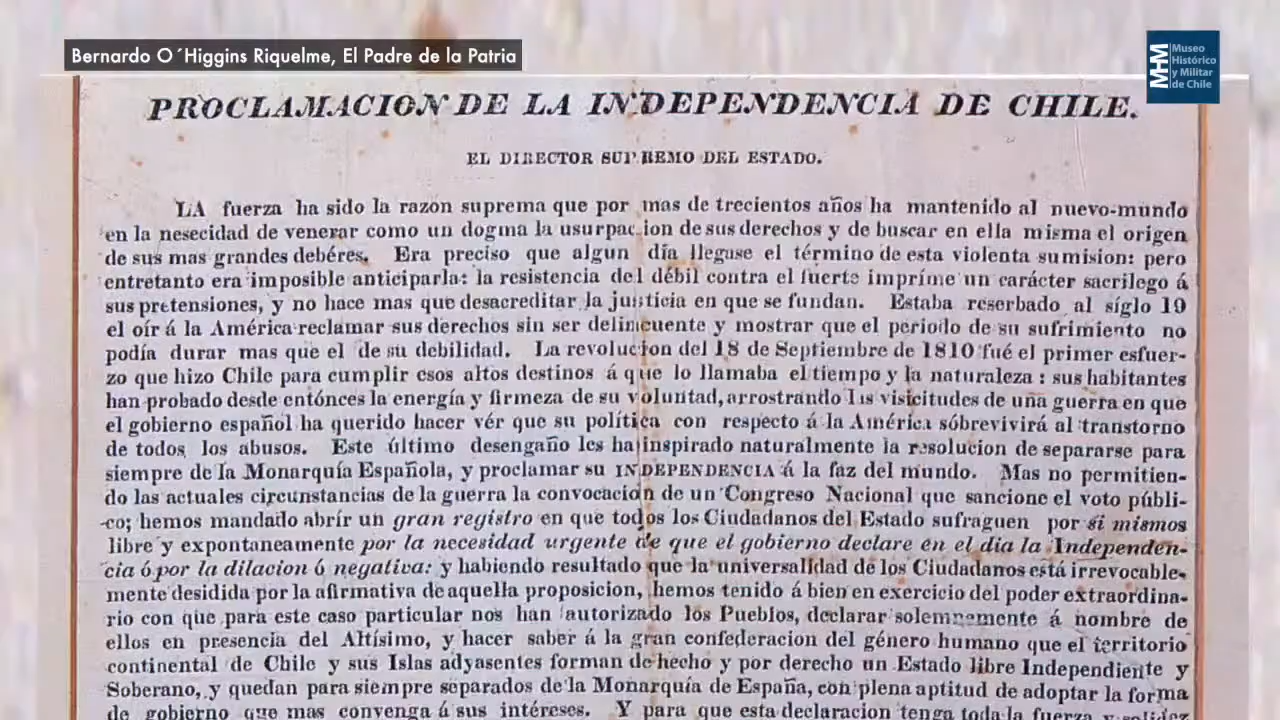 Bernardo O´Higgins Riquelme, El Padre de la Patria
MHM
Museo
Histórico
y Militar
de Chile
PROCLAMACION DE LA INDEPENDENCIA DE CHILE.
EL DIRECTOR SUPREMO DEL ESTADO.
LA fuerza ha sido la razon suprema que por mas de trecientos años ha mantenido al nuevo-mundo
en la nesecidad de venerar como un dogma la usurpacion de sus derechos y de buscar en ella misma el origen
de sus mas grandes debéres. Era preciso que algun día llegase el término de esta violenta sumision: pero
entretanto era imposible anticiparla: la resistencia del débil contra el fuerte impríme un carácter sacrilego á
sus pretensiones, y no hace mas que desacreditar la justicia en que se fundan. Estaba reserbado al síglo 19
el oír á la América reclamar sus derechos sin ser delincuente y mostrar que el periodo de su sufrimiento no
podía durar mas que el de su debilidad. La revolucion del 18 de Septiembre de 1810 fué el primer esfuer-
zo que hizo Chile para cumplir esos altos destinos á que lo llamaba el tiempo y la naturaleza : sus habitantes
han probado desde entónces la energía y firmeza de su voluntad, arrostrando las visicitudes de una guerra en que
el gobierno español ha querido hacer vér que su política con respecto á la América sóbrevivirá al transtorno
de todos los abusos. Este último desengaño les ha inspirado naturalmente la resolucion de separarse para
siempre de la Monarquía Española, y proclamar su INDEPENDENCIA á la faz del mundo. Mas no permitien-
do las actuales circunstancias de la guerra la convocacion de un Congreso Nacional que sancione el voto públi-
co; hemos mandado abrír un gran registro en que todos los Ciudadanos del Estado sufraguen por si mismos
libre y expontaneamente por la necesidad urgente de que el gobierno declare en el dia la Independen-
cia ó por la dilacion ó negativa: y habiendo resultado que la universalidad de los Ciudadanos está irrevocable-
mente desidida por la afirmativa de aquella proposicion, hemos tenido á bien en exercicio del poder extraordina-
rio con que para este caso particular nos han autorizado los Pueblos, declarar solemnemente á nombre de
ellos en presencia del Altísimo, y hacer saber á la gran confederacion del género humano que el territorio
continental de Chile y sus Islas adyasentes forman de hecho y por derecho un Estado libre Independiente y
Soberano, y quedan para siempre separados de la Monarquía de España, con plena aptitud de adoptar la forma
de gobierno que mas convenga á sus intéreses. Y para que esta declaracion tenga toda la fuerza y solidez